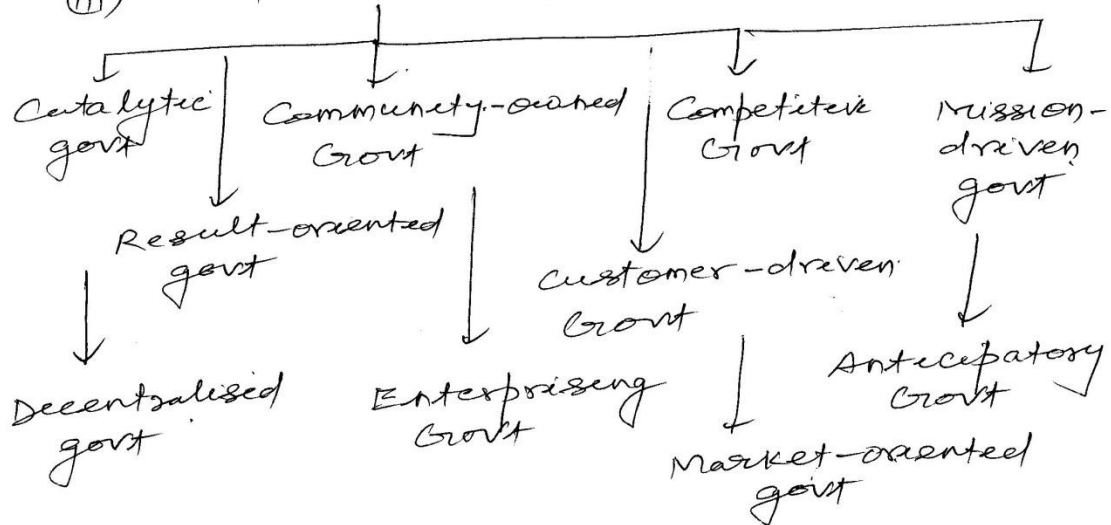 (iii)
Catalytic
govt
Community-owned
Govt
Competitive
Govt
Mission-
driven
govt
Result-oriented
govt
Customer-driven
Govt
Decentralised
govt
Enterprising
Govt
Market-oriented
govt
Anticipatory
Govt